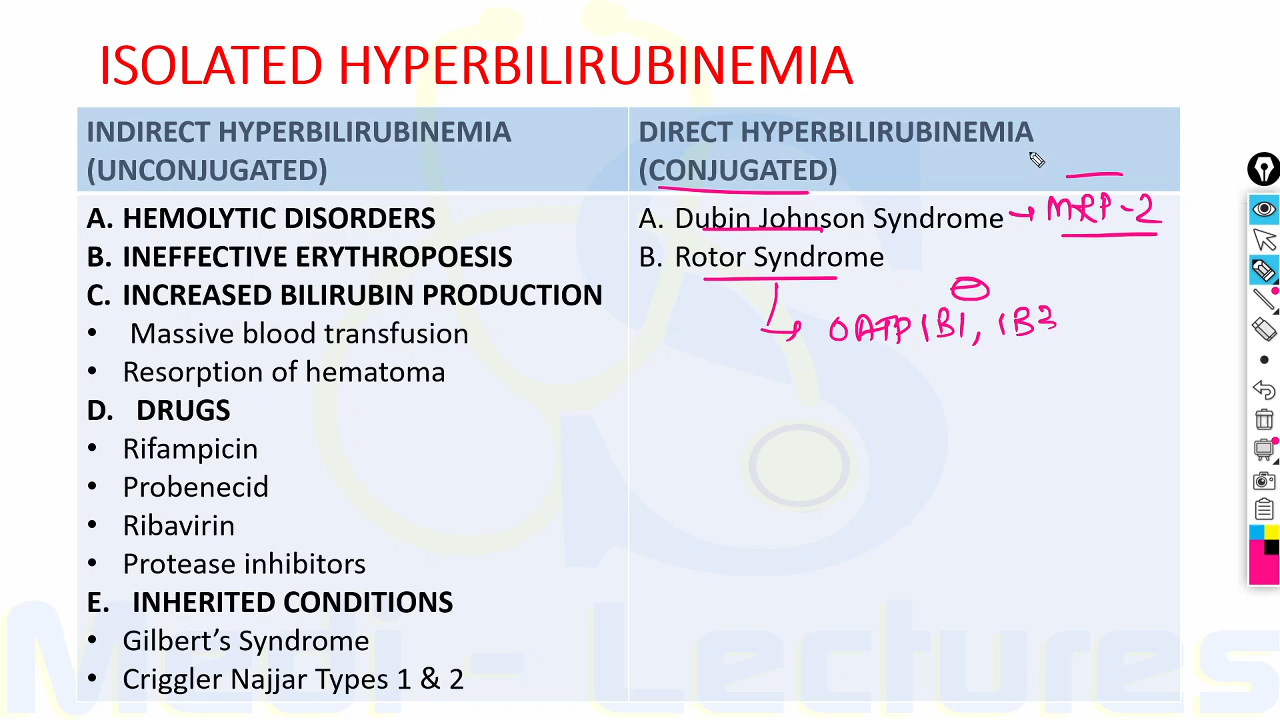 ISOLATED HYPERBILIRUBINEMIA
INDIRECT HYPERBILIRUBINEMIA
(UNCONJUGATED)
A. HEMOLYTIC DISORDERS
B. INEFFECTIVE ERYTHROPOESIS
C. INCREASED BILIRUBIN PRODUCTION
• Massive blood transfusion
• Resorption of hematoma
D. DRUGS
• Rifampicin
• Probenecid
• Ribavirin
• Protease inhibitors
E. INHERITED CONDITIONS
• Gilbert’s Syndrome
• Criggler Najjar Types 1 & 2
DIRECT HYPERBILIRUBINEMIA
(CONJUGATED)
A. Dubin Johnson Syndrome → MRP-2
B. Rotor Syndrome
→ OATP1B1, 1B3
Medi - Lectures